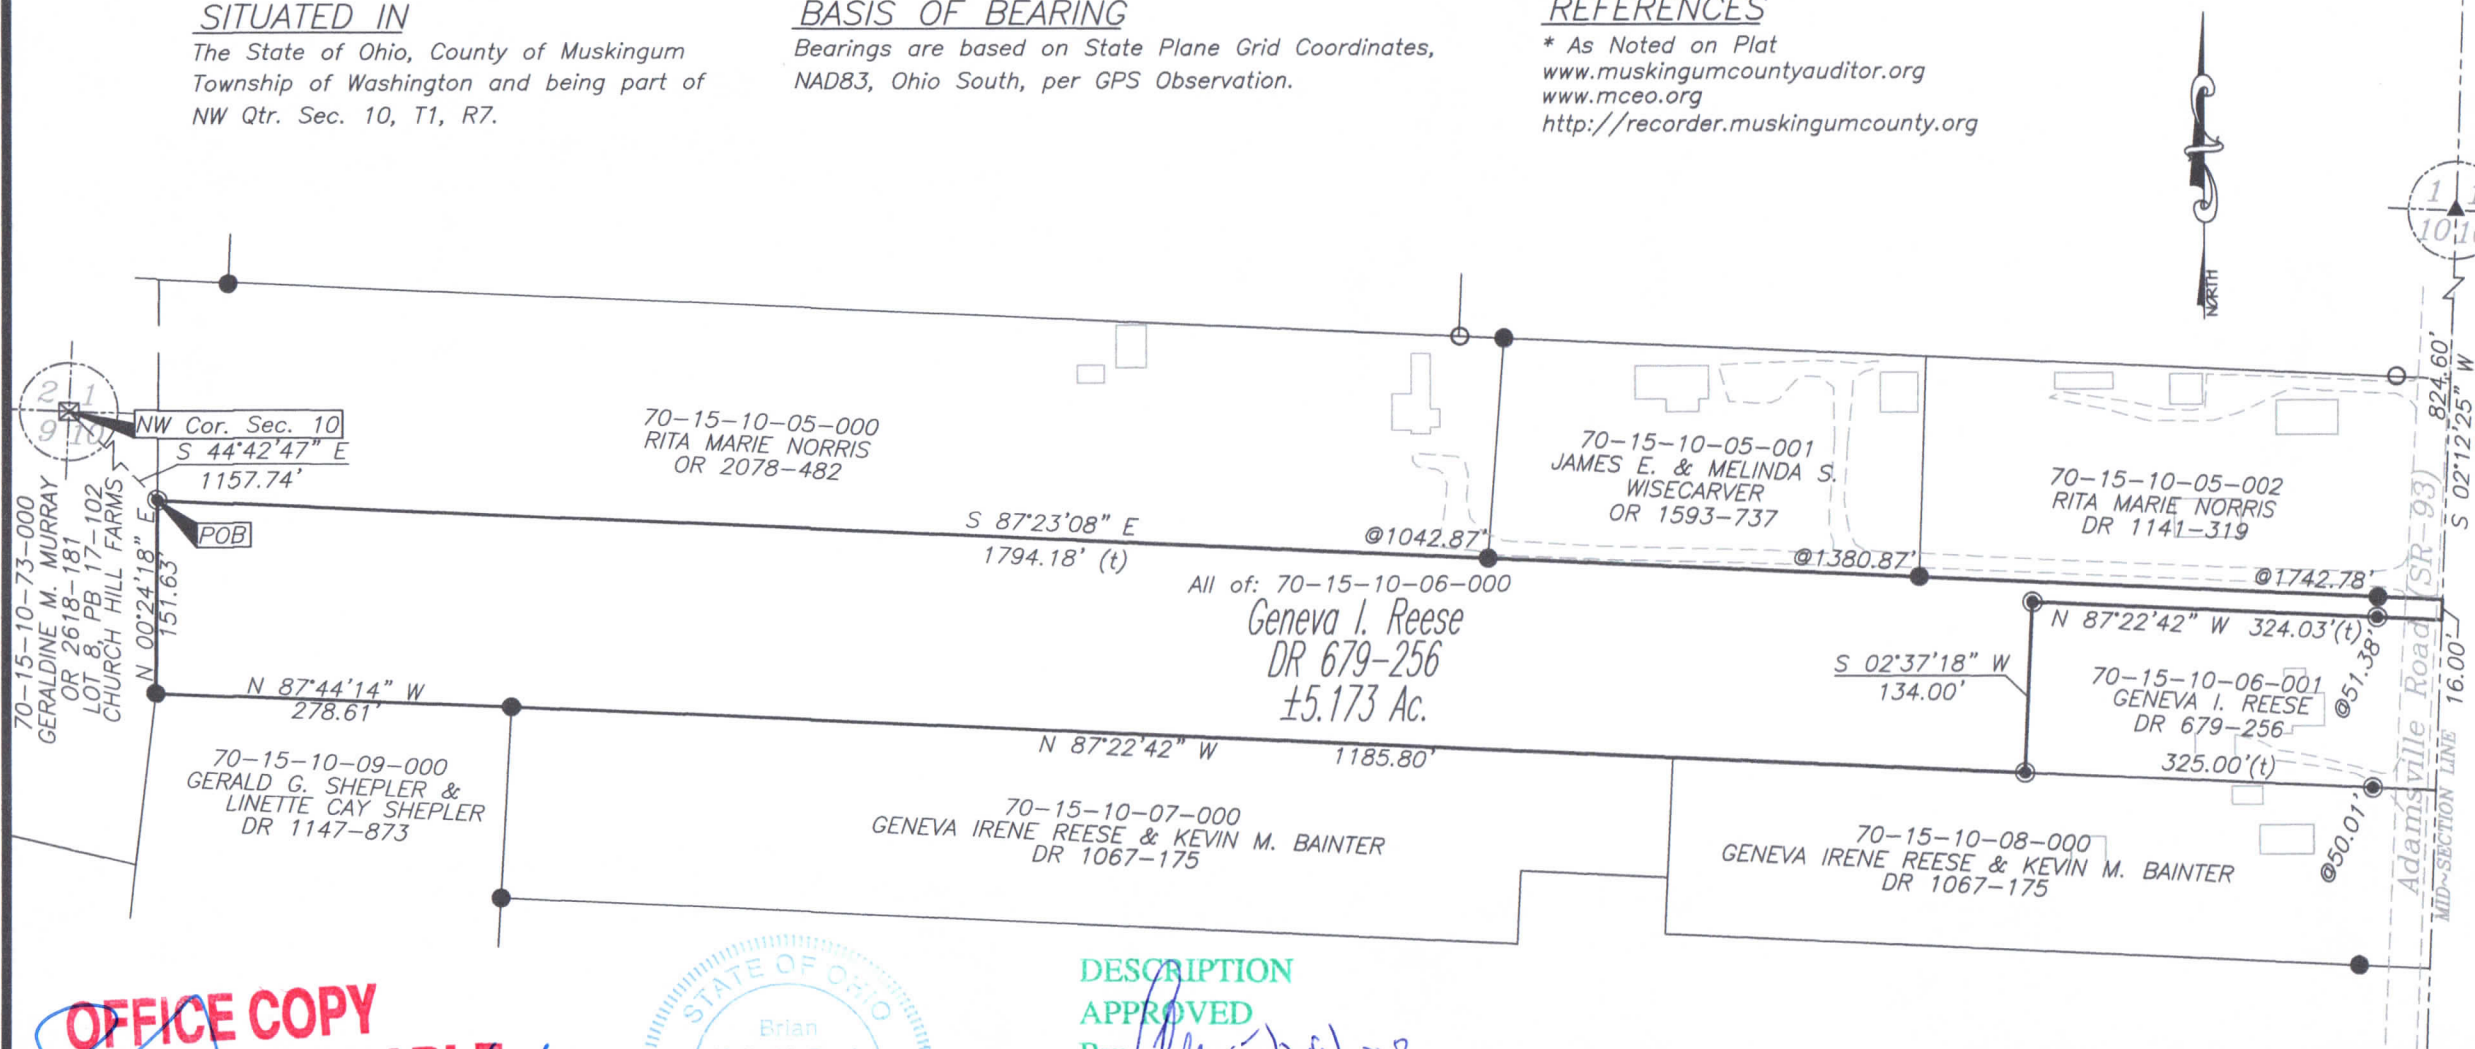 SITUATED IN
The State of Ohio, County of Muskingum
Township of Washington and being part of
NW Qtr. Sec. 10, T1, R7.
BASIS OF BEARING
Bearings are based on State Plane Grid Coordinates,
NAD83, Ohio South, per GPS Observation.
REFERENCES
* As Noted on Plat
www.muskingumcountyauditor.org
www.mceo.org
http://recorder.muskingumcounty.org
NORTH
1
10
2 1
9 10
NW Cor. Sec. 10
S 44°42'47" E
1157.74'
POB
70-15-10-73-000
GERALDINE M. MURRAY
OR 2618-181
LOT 8, PB 17-102
CHURCH HILL FARMS
N 00°24'18" E
151.63'
70-15-10-05-000
RITA MARIE NORRIS
OR 2078-482
70-15-10-05-001
JAMES E. & MELINDA S.
WISECARVER
OR 1593-737
70-15-10-05-002
RITA MARIE NORRIS
DR 1141-319
824.60'
S 02°12'25" W
S 87°23'08" E
1794.18' (t)
@1042.87'
@1380.87'
@1742.78'
All of: 70-15-10-06-000
Geneva I. Reese
DR 679-256
±5.173 Ac.
N 87°22'42" W 324.03'(t)
S 02°37'18" W
134.00'
70-15-10-06-001
GENEVA I. REESE
DR 679-256
325.00'(t)
@51.38'
@50.01'
16.00'
Adamsville Road (SR-93)
MID~SECTION LINE
N 87°44'14" W
278.61'
N 87°22'42" W 1185.80'
70-15-10-09-000
GERALD G. SHEPLER &
LINETTE CAY SHEPLER
DR 1147-873
70-15-10-07-000
GENEVA IRENE REESE & KEVIN M. BAINTER
DR 1067-175
70-15-10-08-000
GENEVA IRENE REESE & KEVIN M. BAINTER
DR 1067-175
OFFICE COPY
STATE OF OHIO
Brian
DESCRIPTION
APPROVED